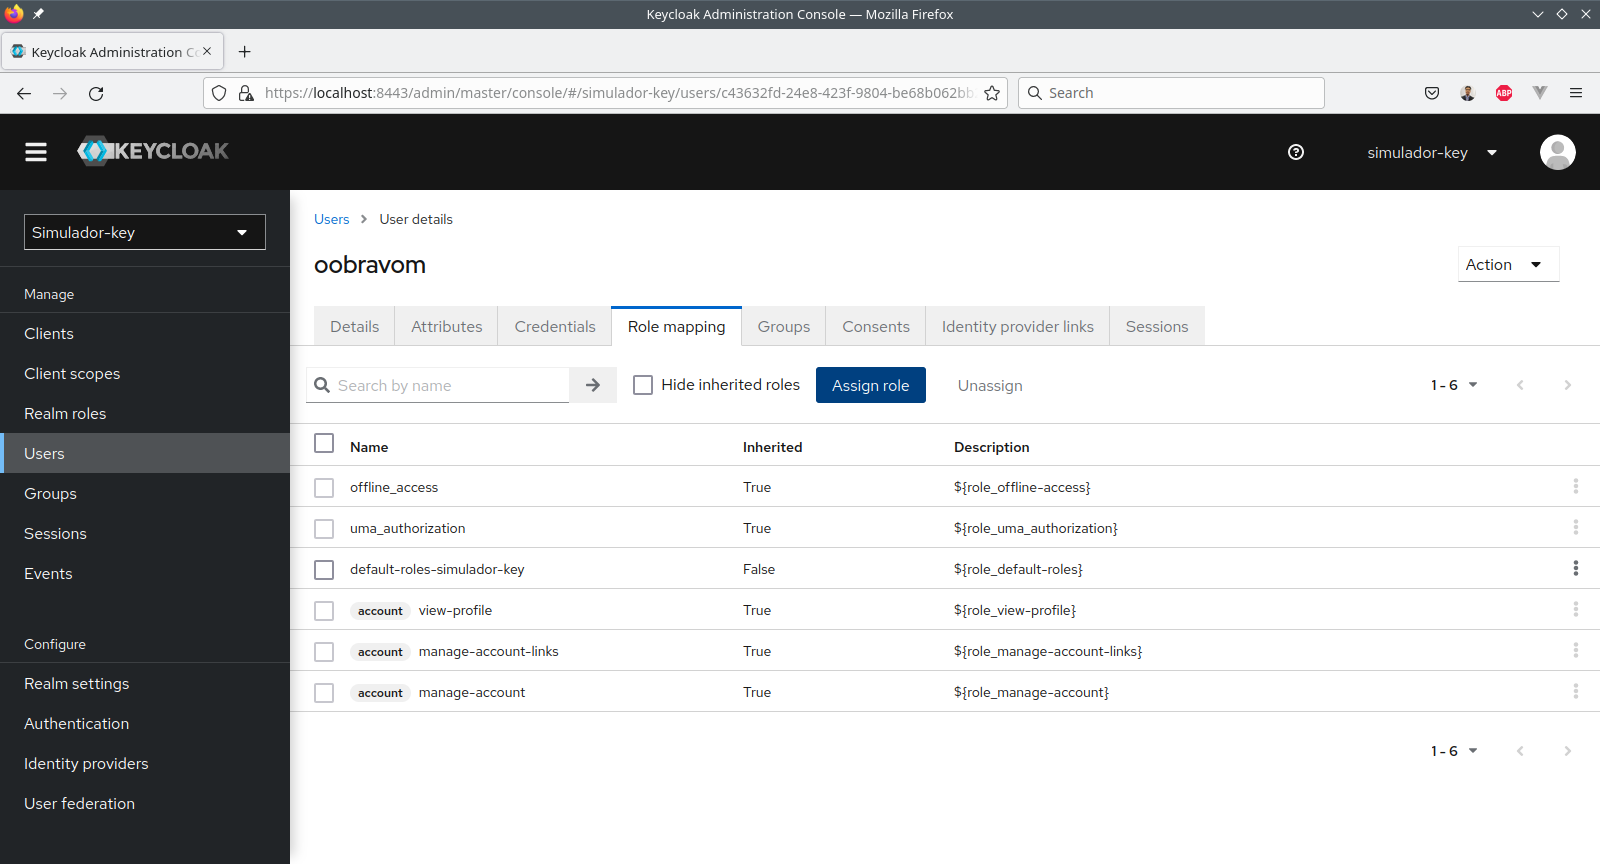 Keycloak Administration Console — Mozilla Firefox
Keycloak Administration Co
https://localhost:8443/admin/master/console/#/simulador-key/users/c43632fd-24e8-423f-9804-be68b062bb
Search
ABP
KEYCLOAK
simulador-key
Simulador-key
Manage
Clients
Client scopes
Realm roles
Users
Groups
Sessions
Events
Configure
Realm settings
Authentication
Identity providers
User federation
Users > User details
oobravom
Action
Details Attributes Credentials Role mapping Groups Consents Identity provider links Sessions
Search by name Hide inherited roles Assign role Unassign 1 - 6
Name Inherited Description
offline_access True ${role_offline-access}
uma_authorization True ${role_uma_authorization}
default-roles-simulador-key False ${role_default-roles}
account view-profile True ${role_view-profile}
account manage-account-links True ${role_manage-account-links}
account manage-account True ${role_manage-account}
1 - 6